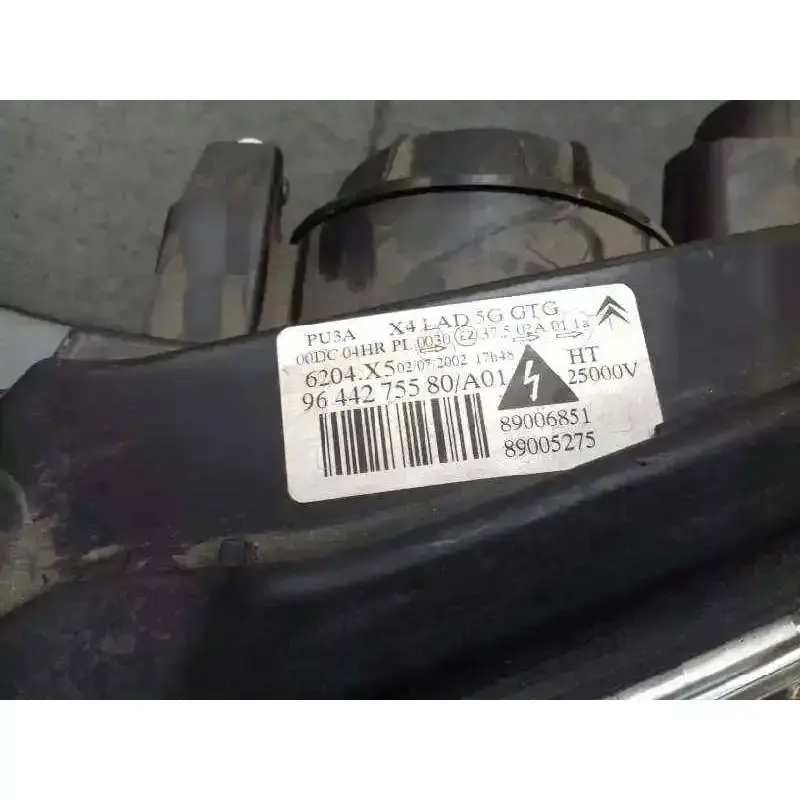 PU3A X4 LAD 5G GTG
00DC 04HR PL 0030 E2 37.5 02A 01 1a
6204.X5 02/07/2002 17h48
96 442 755 80/A01
HT
25000V
89006851
89005275